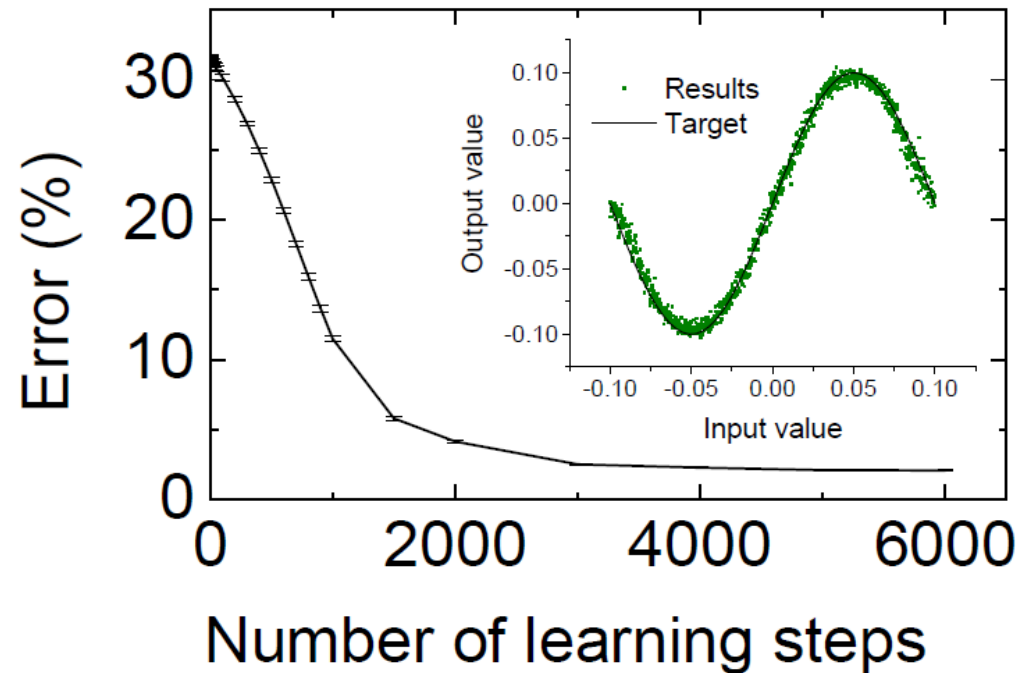 Error (%)
30
20
10
0
0 2000 4000 6000
Number of learning steps
Output value
0.10
0.05
0.00
-0.05
-0.10
-0.10 -0.05 0.00 0.05 0.10
Input value
Results
Target